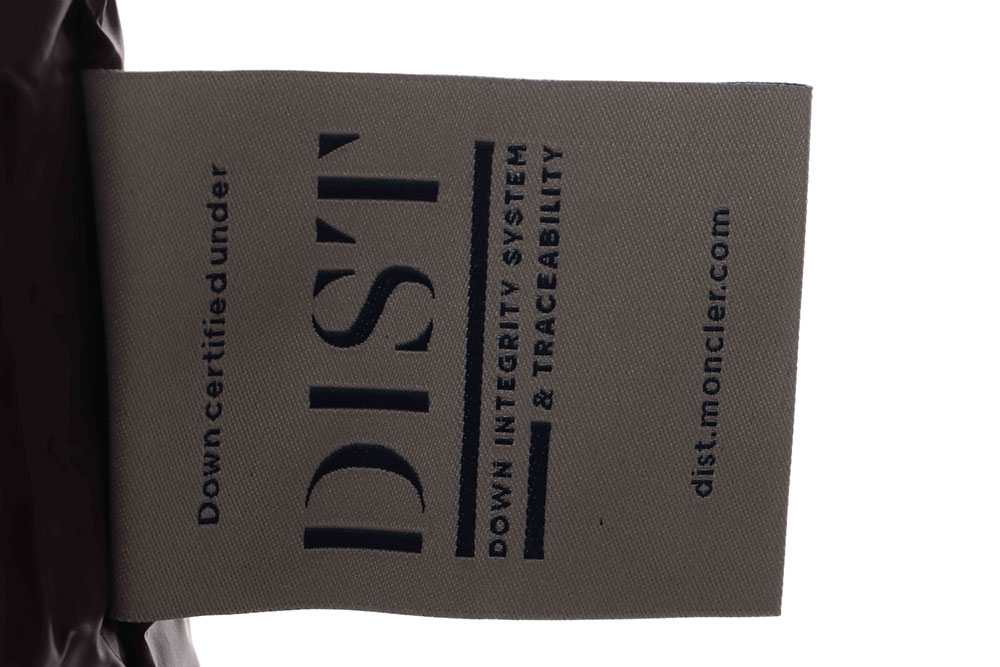 Down certified under
DIST
DOWN INTEGRITY SYSTEM
& TRACEABILITY
dist.moncler.com